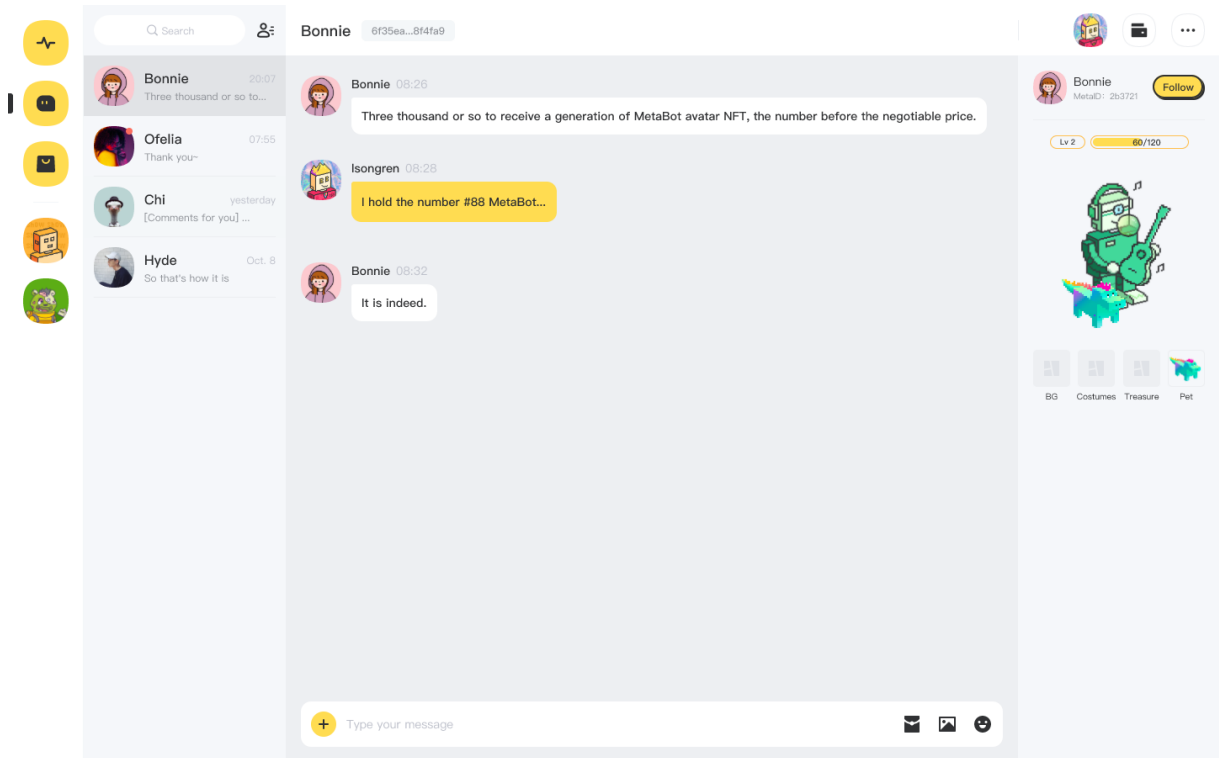 Search
Bonnie 20:07
Three thousand or so to...
Ofelia 07:55
Thank you~
Chi yesterday
[Comments for you] ...
Hyde Oct. 8
So that's how it is
Bonnie 6f35ea...8f4fa9
Bonnie 08:26
Three thousand or so to receive a generation of MetaBot avatar NFT, the number before the negotiable price.
Isongren 08:28
I hold the number #88 MetaBot...
Bonnie 08:32
It is indeed.
Type your message
Bonnie
MetaID: 2b3721
Follow
Lv 2 60/120
BG Costumes Treasure Pet